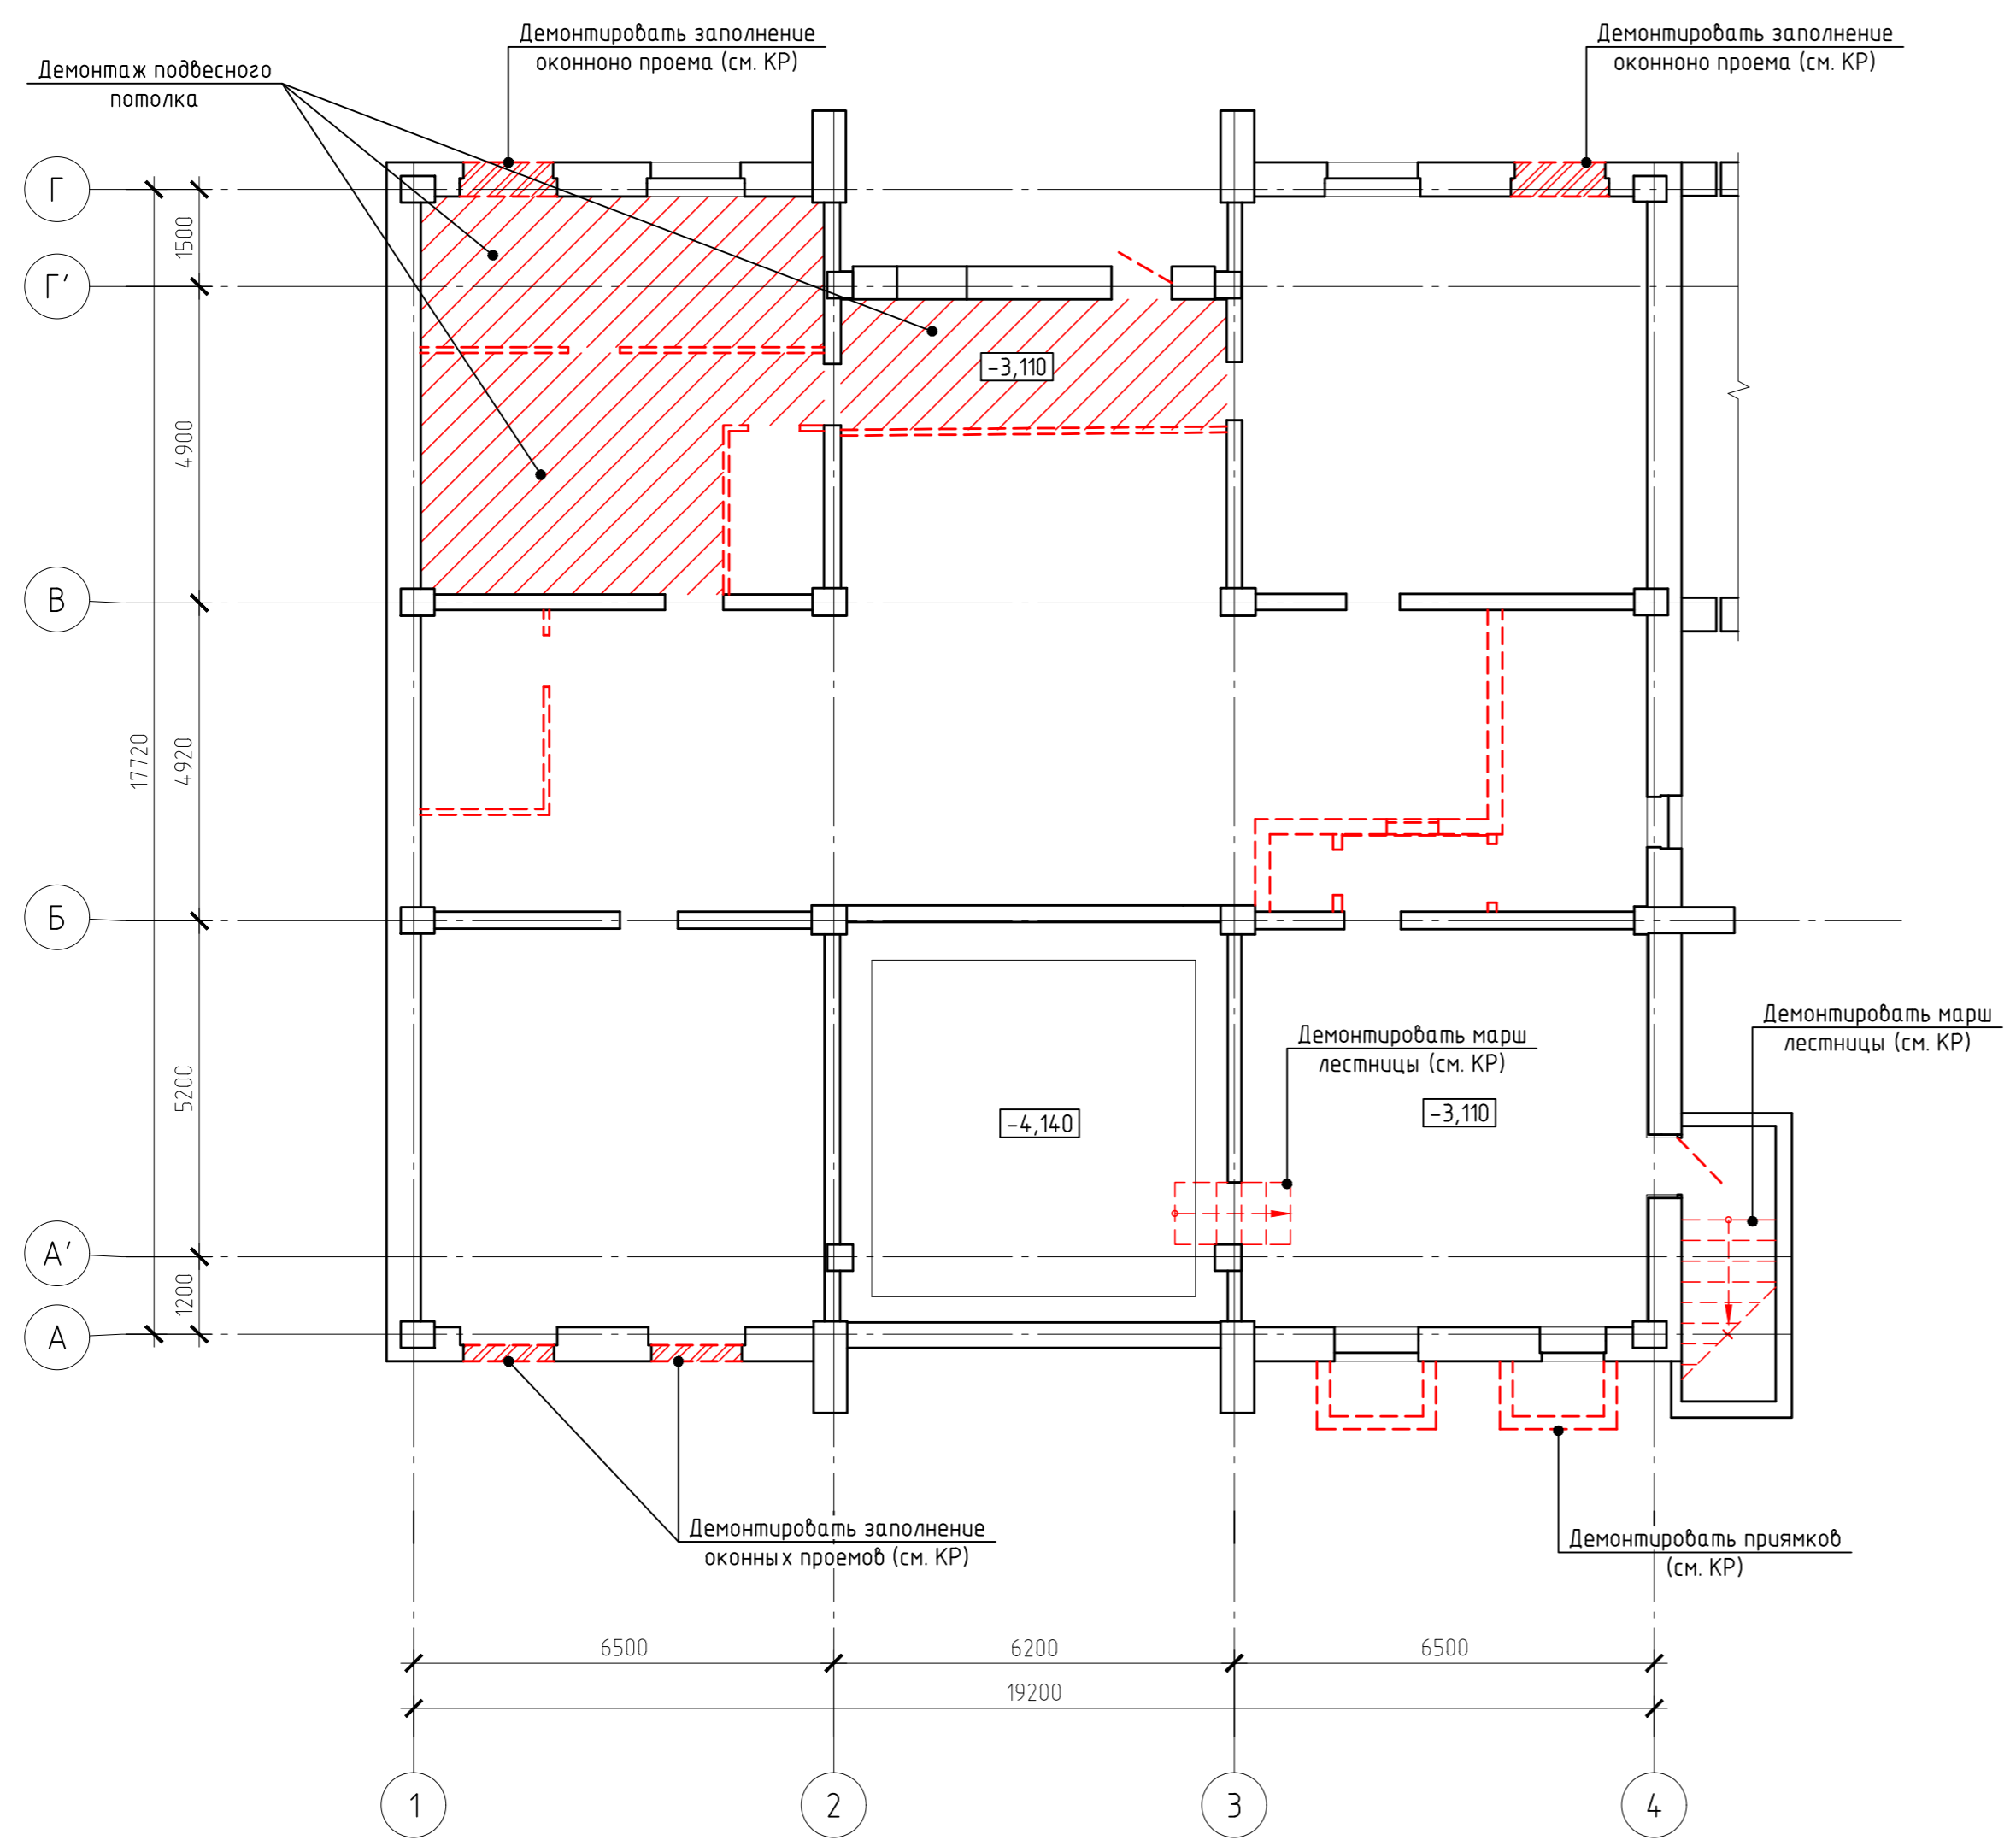 Демонтировать заполнение
оконноно проема (см. КР)
Демонтировать заполнение
оконноно проема (см. КР)
Демонтаж подвесного
потолка
Г
Г'
В
Б
А'
А
1500
4900
4920
5200
1200
17720
-3,110
-4,140
-3,110
Демонтировать марш
лестницы (см. КР)
Демонтировать марш
лестницы (см. КР)
Демонтировать заполнение
оконных проемов (см. КР)
Демонтировать приямков
(см. КР)
6500
6200
6500
19200
1
2
3
4